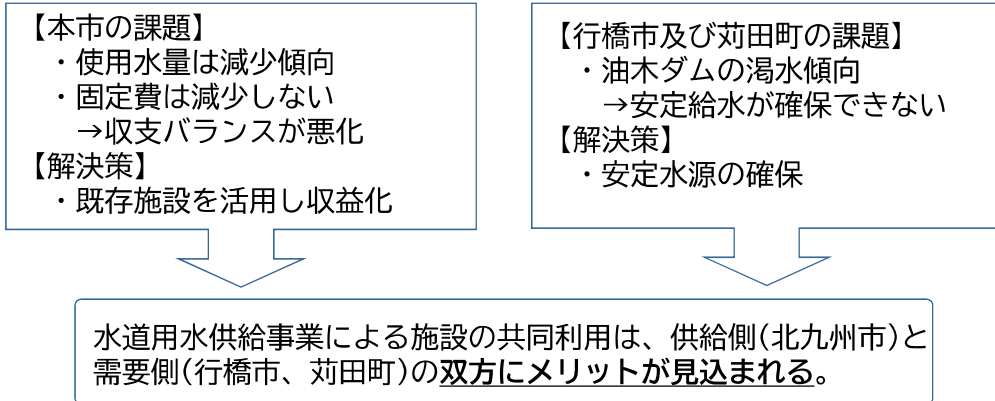 【本市の課題】
・使用水量は減少傾向
・固定費は減少しない
→収支バランスが悪化
【解決策】
・既存施設を活用し収益化
【行橋市及び苅田町の課題】
・油木ダムの渇水傾向
→安定給水が確保できない
【解決策】
・安定水源の確保
水道用水供給事業による施設の共同利用は、供給側(北九州市)と
需要側(行橋市、苅田町)の双方にメリットが見込まれる。